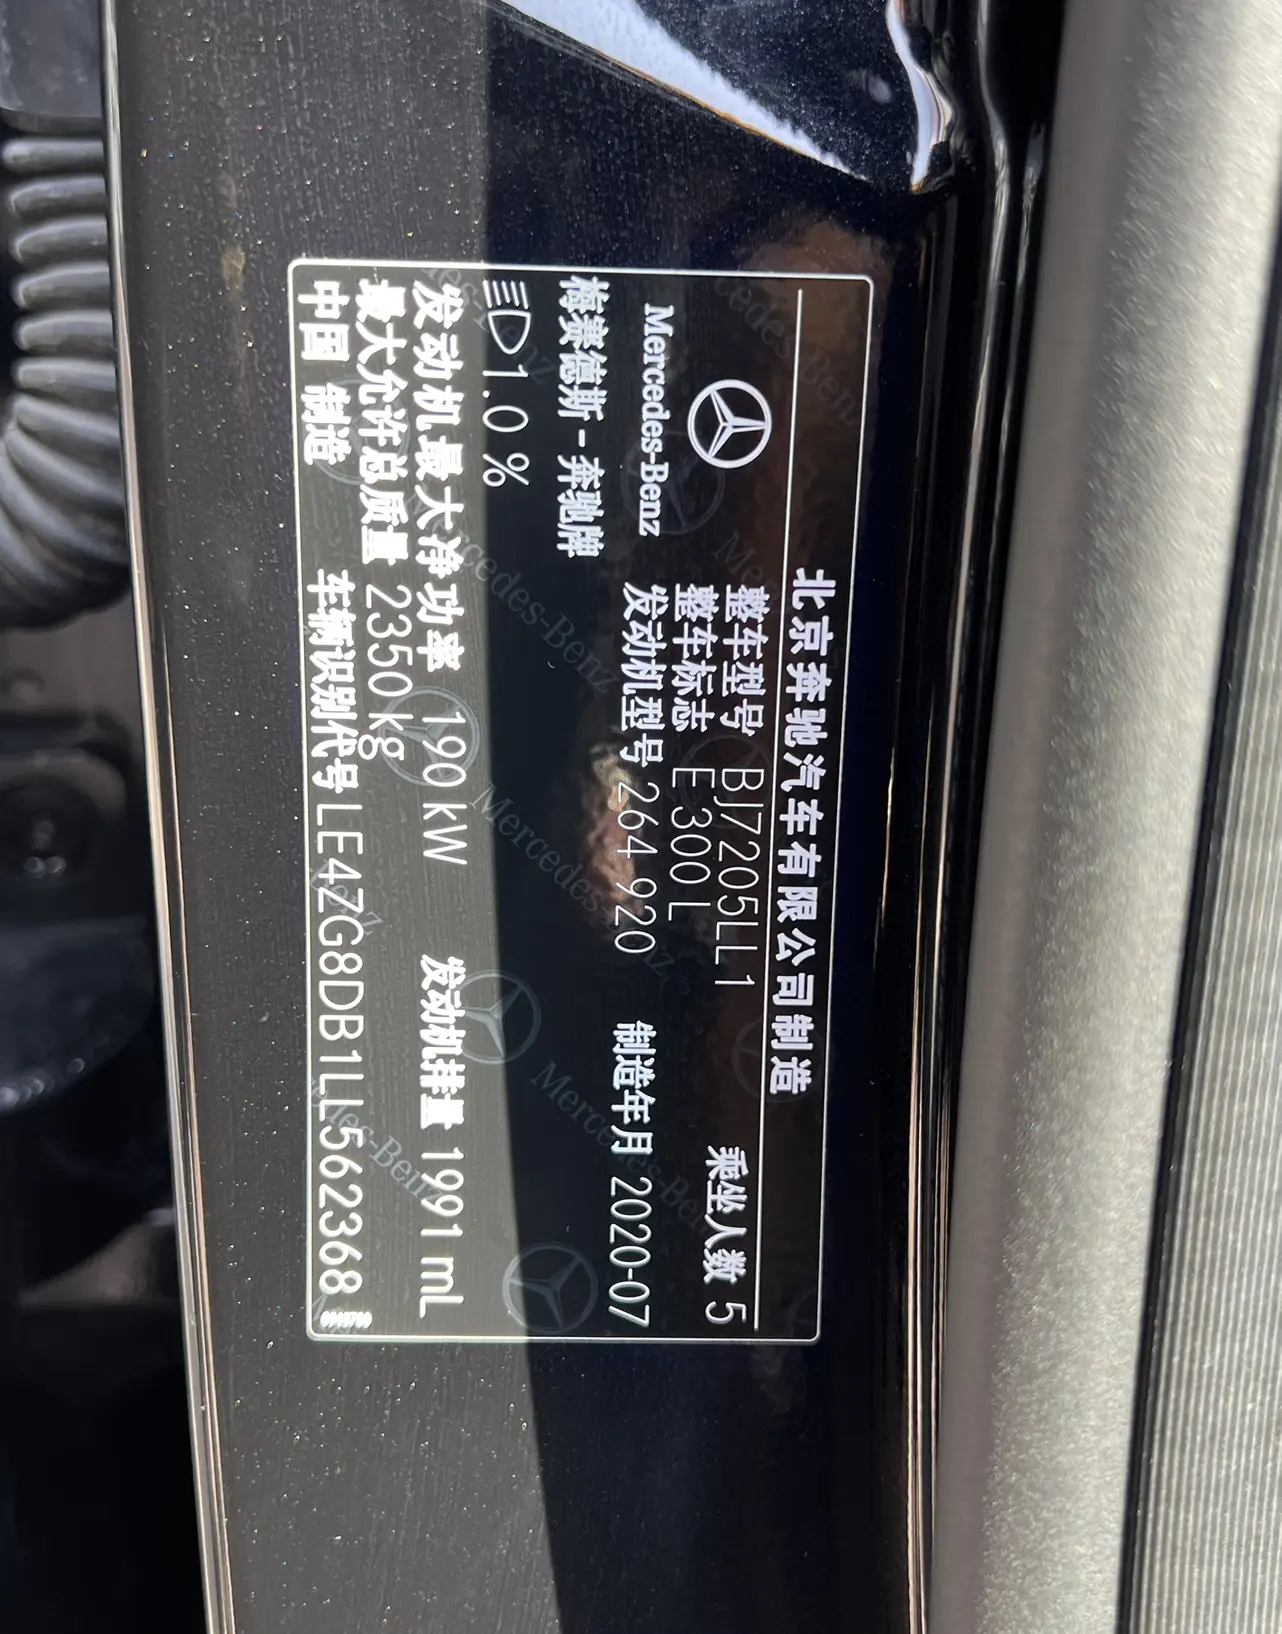 北京奔驰汽车有限公司制造
Mercedes-Benz
梅赛德斯-奔驰牌
整车型号 BJ7205LL1
乘坐人数 5
整车标志 E 300 L
发动机型号 264 920
制造年月 2020-07
1.0 %
发动机最大净功率 190 kW
发动机排量 1991 mL
最大允许总质量 2350 kg
中国 制造
车辆识别代号 LE4ZG8DB1LL562368